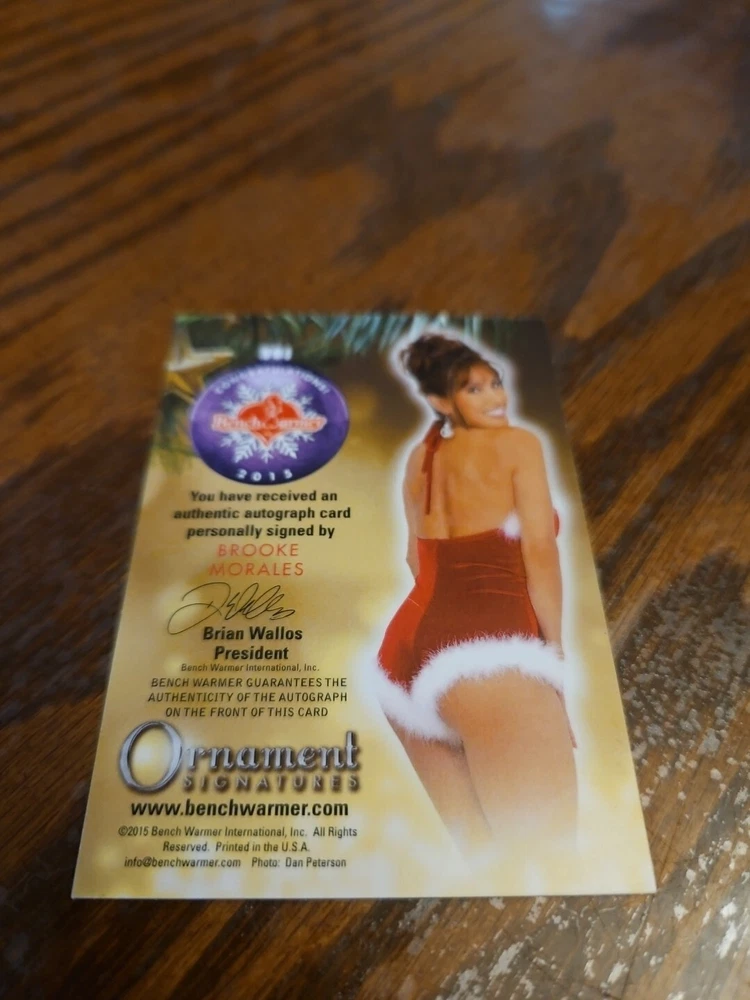 CONGRATULATIONS!
BenchWarmer
2015
You have received an
authentic autograph card
personally signed by
BROOKE
MORALES
Brian Wallos
President
Bench Warmer International, Inc.
BENCH WARMER GUARANTEES THE
AUTHENTICITY OF THE AUTOGRAPH
ON THE FRONT OF THIS CARD
Ornament
SIGNATURES
www.benchwarmer.com
©2015 Bench Warmer International, Inc. All Rights
Reserved. Printed in the U.S.A.
info@benchwarmer.com Photo: Dan Peterson